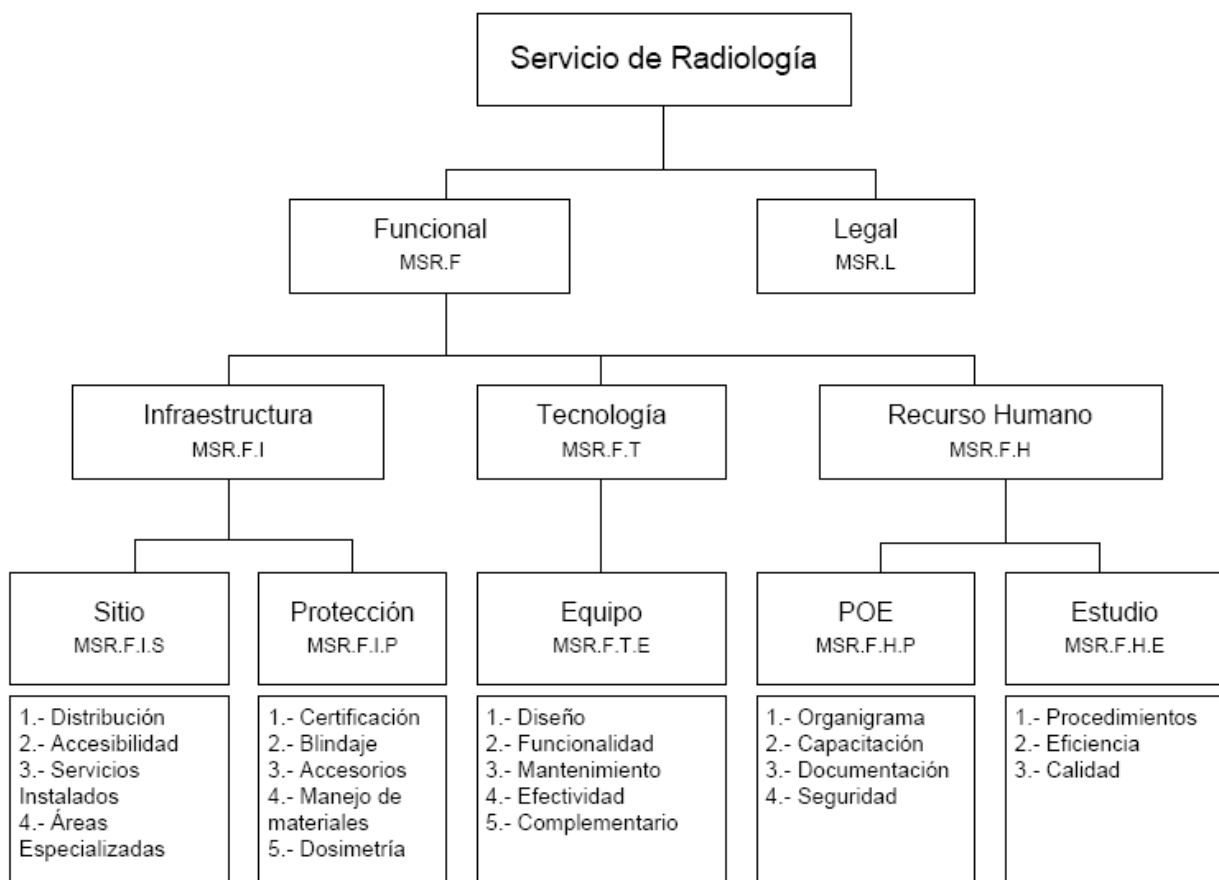 Servicio de Radiología
Funcional
MSR.F
Legal
MSR.L
Infraestructura
MSR.F.I
Tecnología
MSR.F.T
Recurso Humano
MSR.F.H
Sitio
MSR.F.I.S
Protección
MSR.F.I.P
Equipo
MSR.F.T.E
POE
MSR.F.H.P
Estudio
MSR.F.H.E
1.- Distribución
2.- Accesibilidad
3.- Servicios
Instalados
4.- Áreas
Especializadas
1.- Certificación
2.- Blindaje
3.- Accesorios
4.- Manejo de
materiales
5.- Dosimetría
1.- Diseño
2.- Funcionalidad
3.- Mantenimiento
4.- Efectividad
5.- Complementario
1.- Organigrama
2.- Capacitación
3.- Documentación
4.- Seguridad
1.- Procedimientos
2.- Eficiencia
3.- Calidad